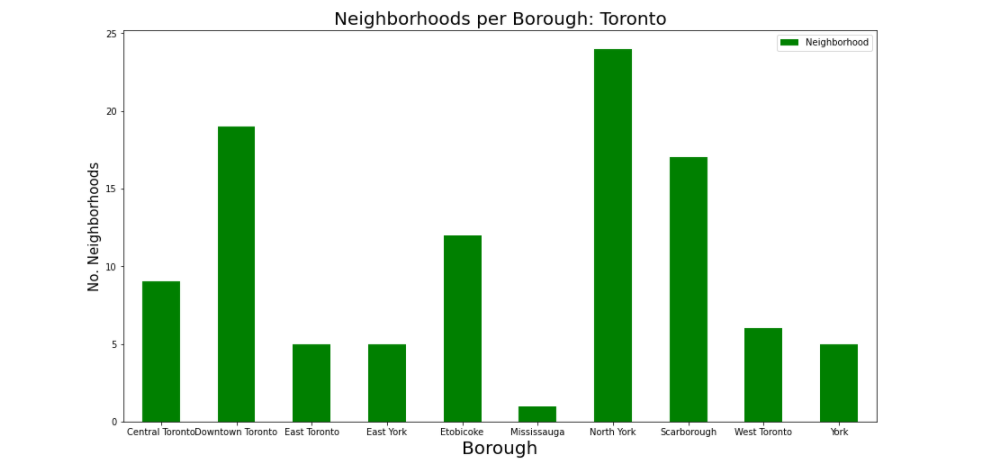 Neighborhoods per Borough: Toronto
Neighborhood
No. Neighborhoods
25
20
15
10
5
0
Central Toronto Downtown Toronto East Toronto East York Etobicoke Mississauga North York Scarborough West Toronto York
Borough